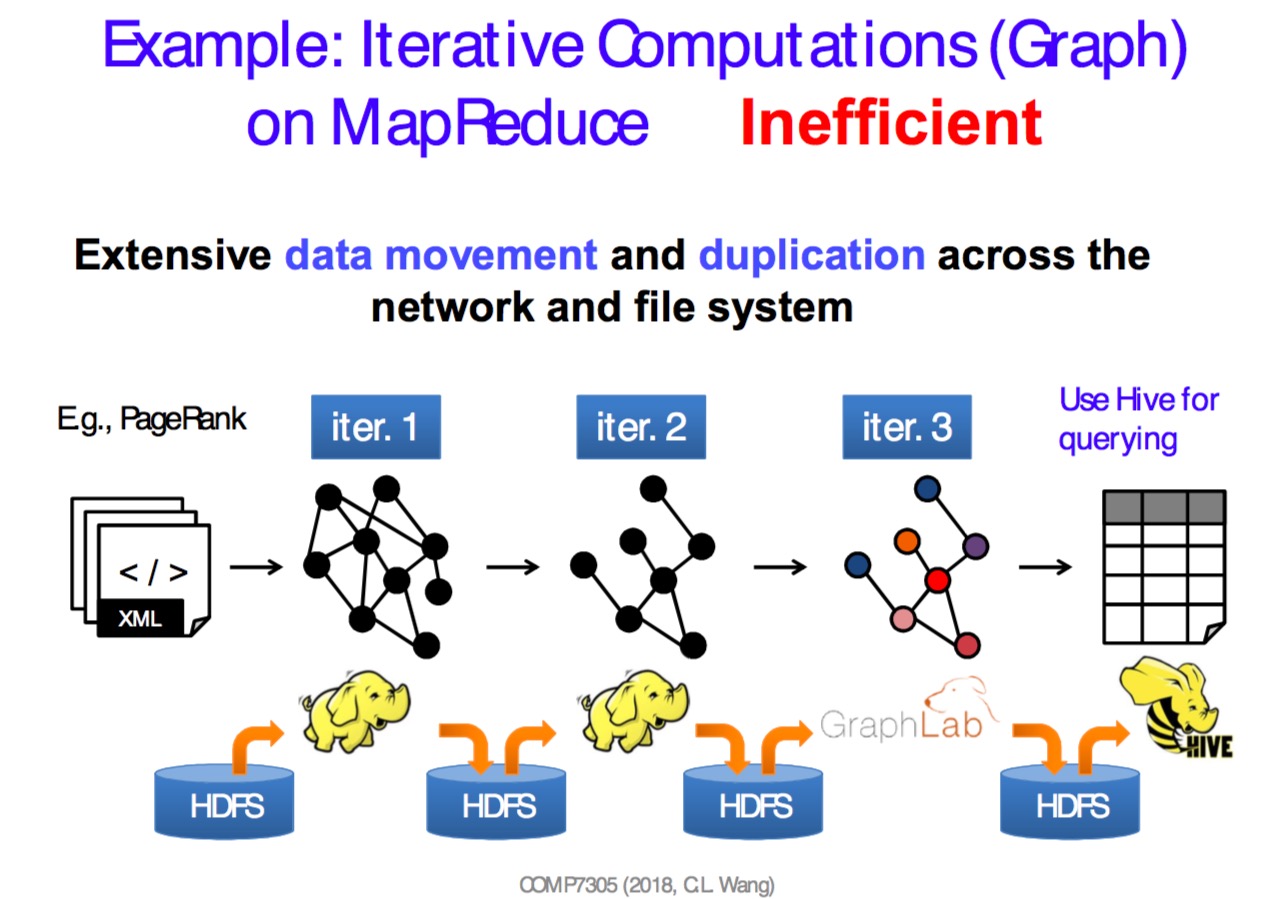 Example: Iterative Computations (Graph)
on MapReduce Inefficient
Extensive data movement and duplication across the
network and file system
E.g., PageRank
iter. 1
iter. 2
iter. 3
Use Hive for
querying
</>
XML
GraphLab
HIVE
HDFS
HDFS
HDFS
HDFS
COMP7305 (2018, C.L. Wang)